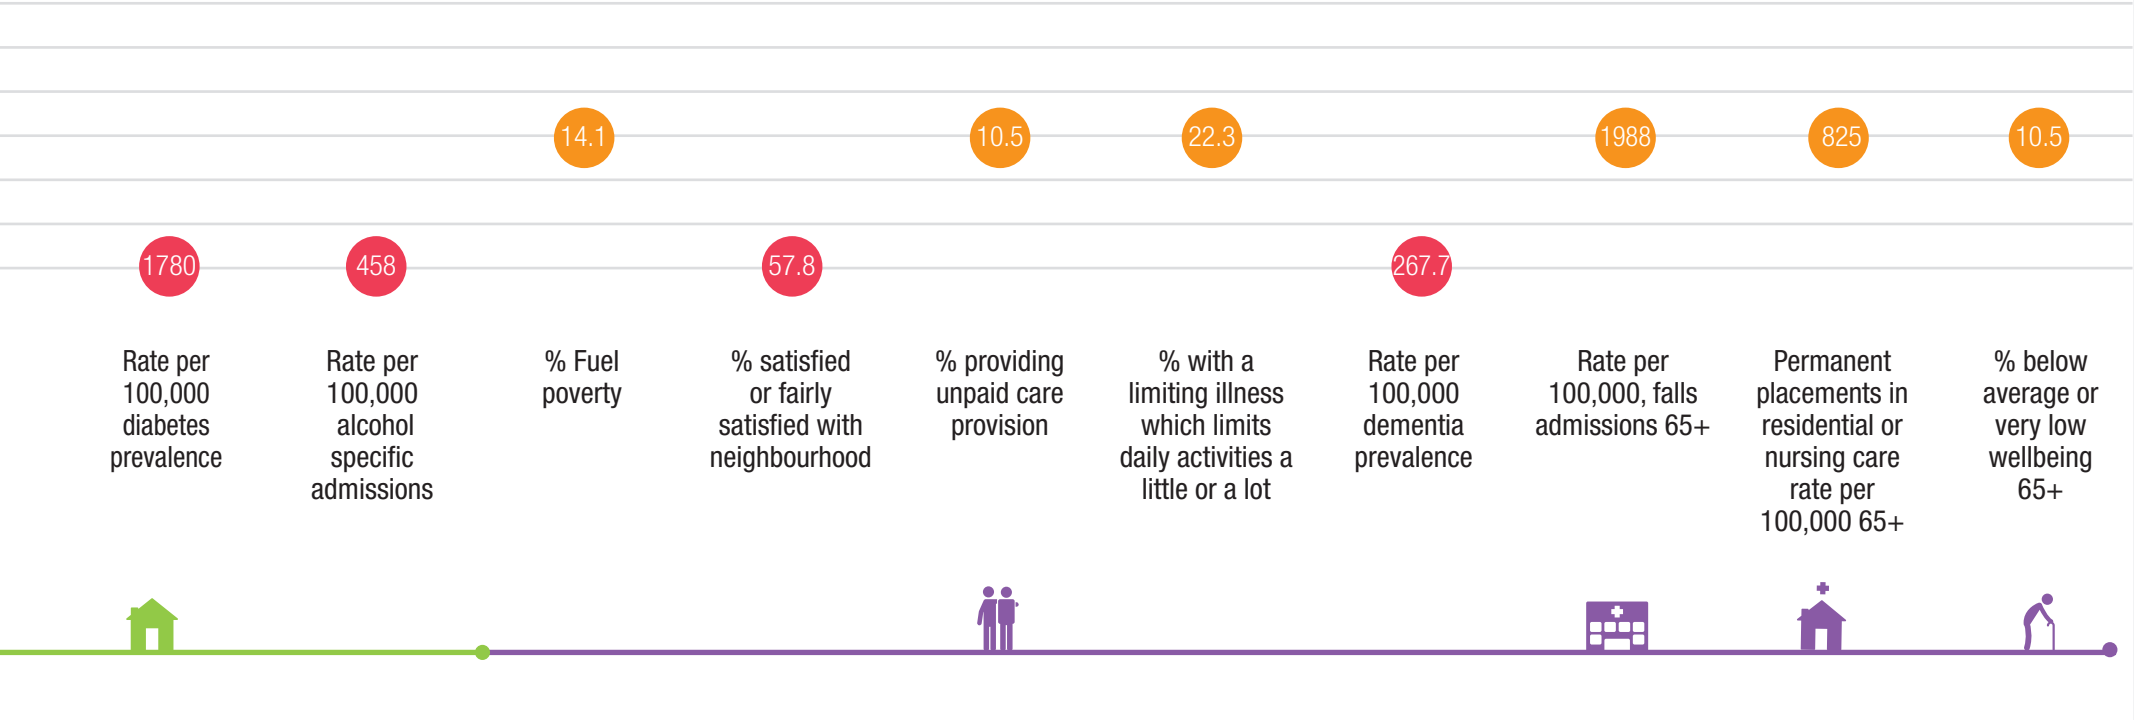 14.1
10.5
22.3
1988
825
10.5
1780
458
57.8
267.7
Rate per
100,000
diabetes
prevalence
Rate per
100,000
alcohol
specific
admissions
% Fuel
poverty
% satisfied
or fairly
satisfied with
neighbourhood
% providing
unpaid care
provision
% with a
limiting illness
which limits
daily activities a
little or a lot
Rate per
100,000
dementia
prevalence
Rate per
100,000, falls
admissions 65+
Permanent
placements in
residential or
nursing care
rate per
100,000 65+
% below
average or
very low
wellbeing
65+